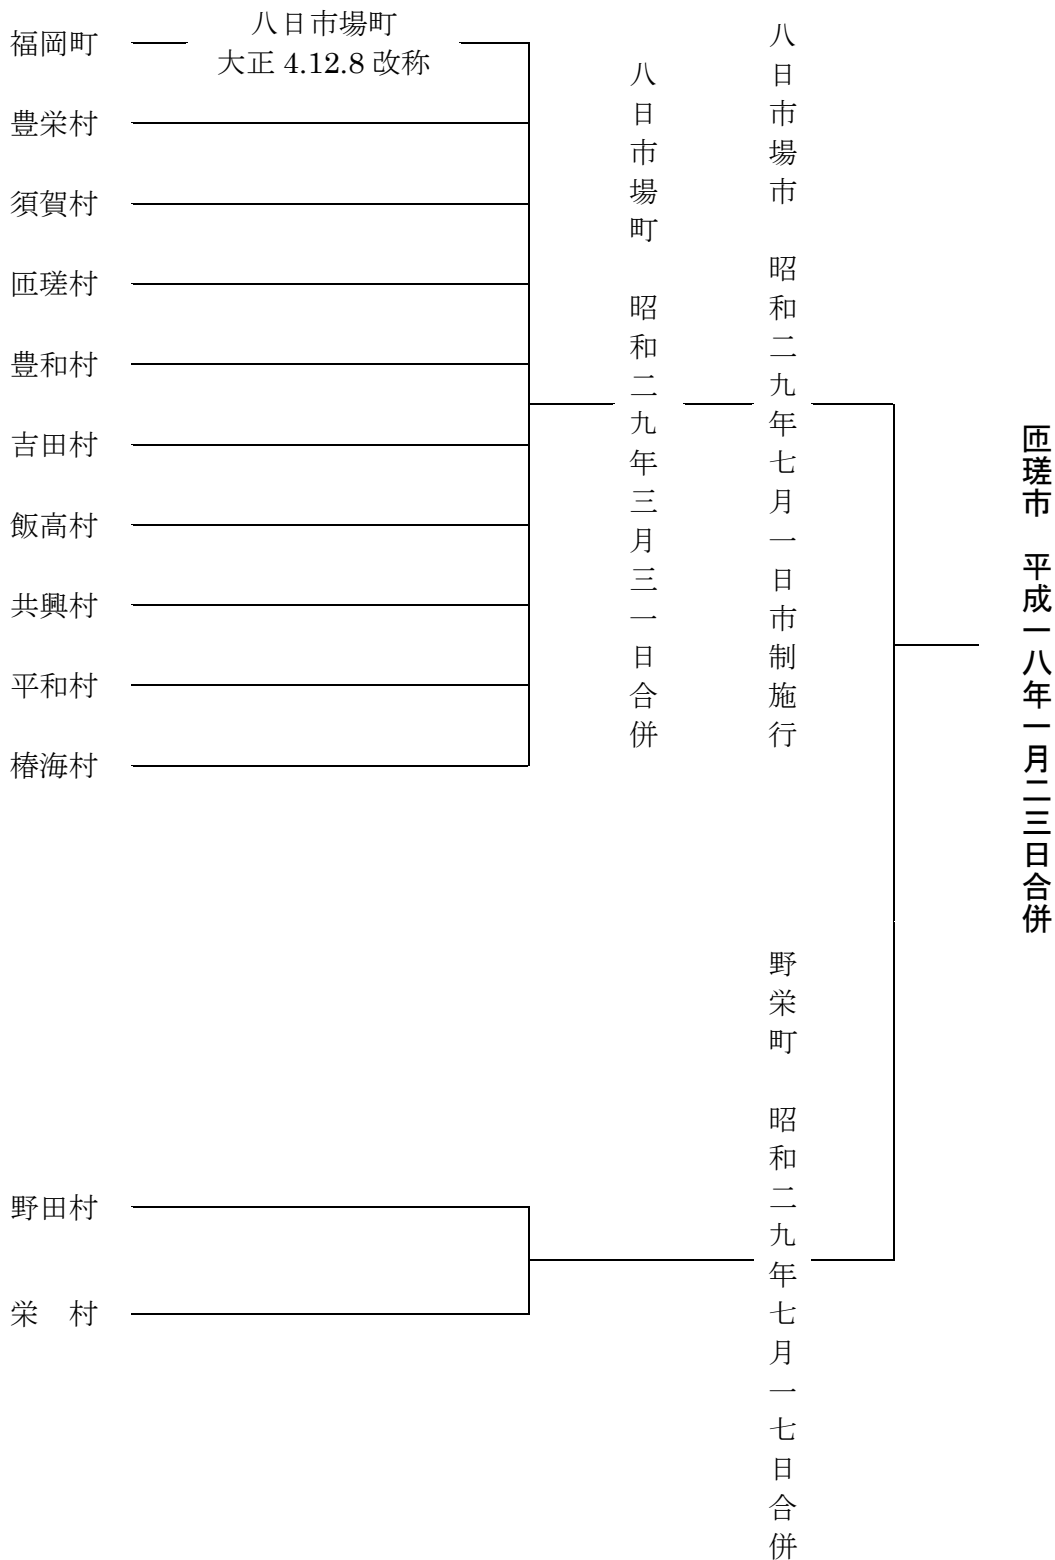 福岡町
八日市場町
大正 4.12.8 改称
豊栄村
須賀村
匝瑳村
豊和村
吉田村
飯高村
共興村
平和村
椿海村
野田村
栄　村
八日市場町　昭和二九年三月三一日合併
八日市場市　昭和二九年七月一日市制施行
野栄町　昭和二九年七月一七日合併
匝瑳市　平成一八年一月二三日合併